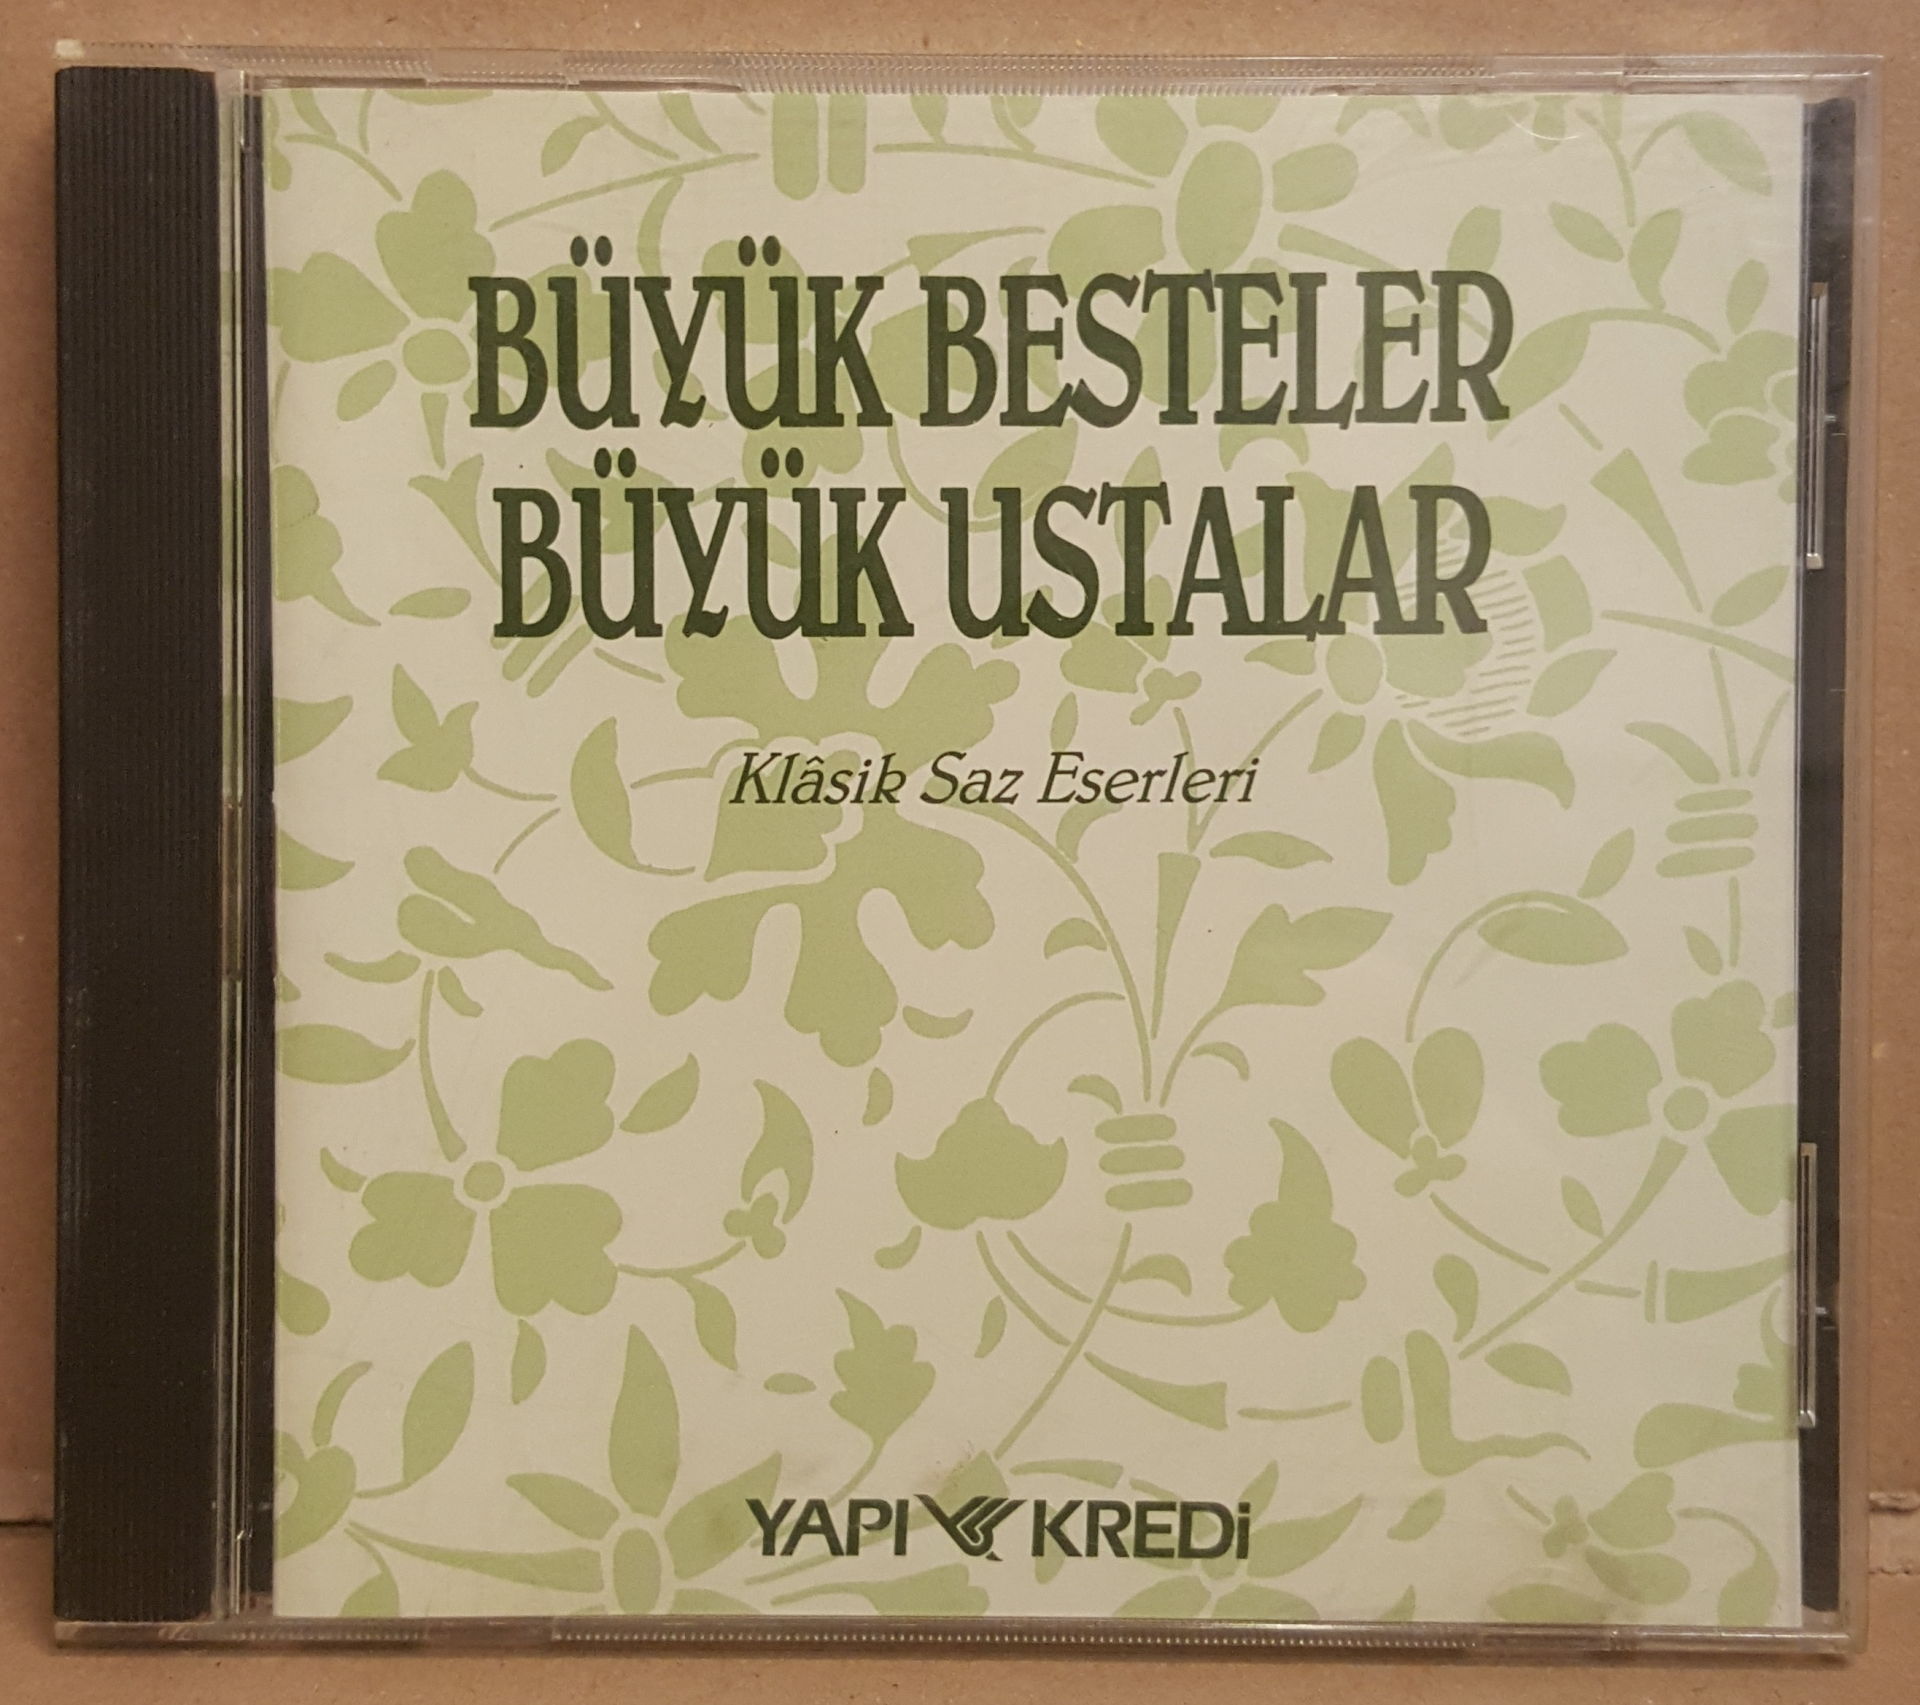 BÜYÜK BESTELER
BÜYÜK USTALAR
Klâsik Saz Eserleri
YAPI KREDİ